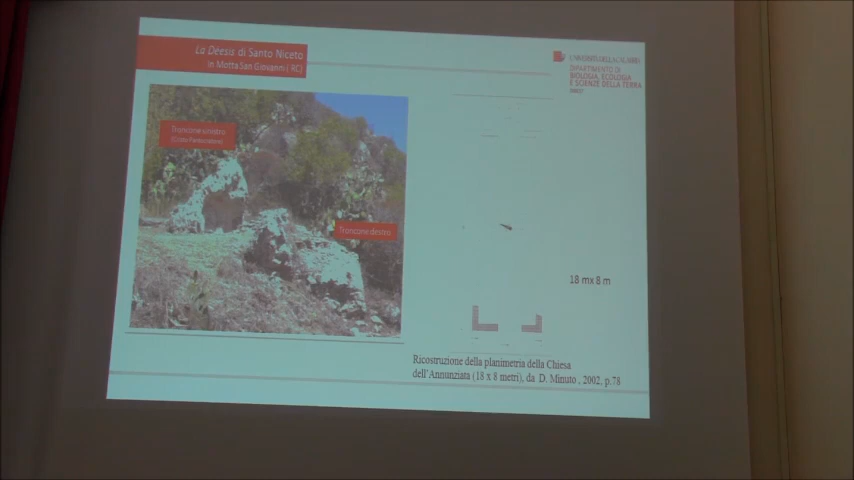 La Dèesis di Santo Niceto
in Motta San Giovanni ( RC)
UNIVERSITÀ DELLA CALABRIA
DIPARTIMENTO DI
BIOLOGIA, ECOLOGIA
E SCIENZE DELLA TERRA
Troncone sinistro
Troncone destro
18 mx 8 m
Ricostruzione della planimetria della Chiesa
dell'Annunziata (18 x 8 metri), da D. Minuto , 2002, p.78